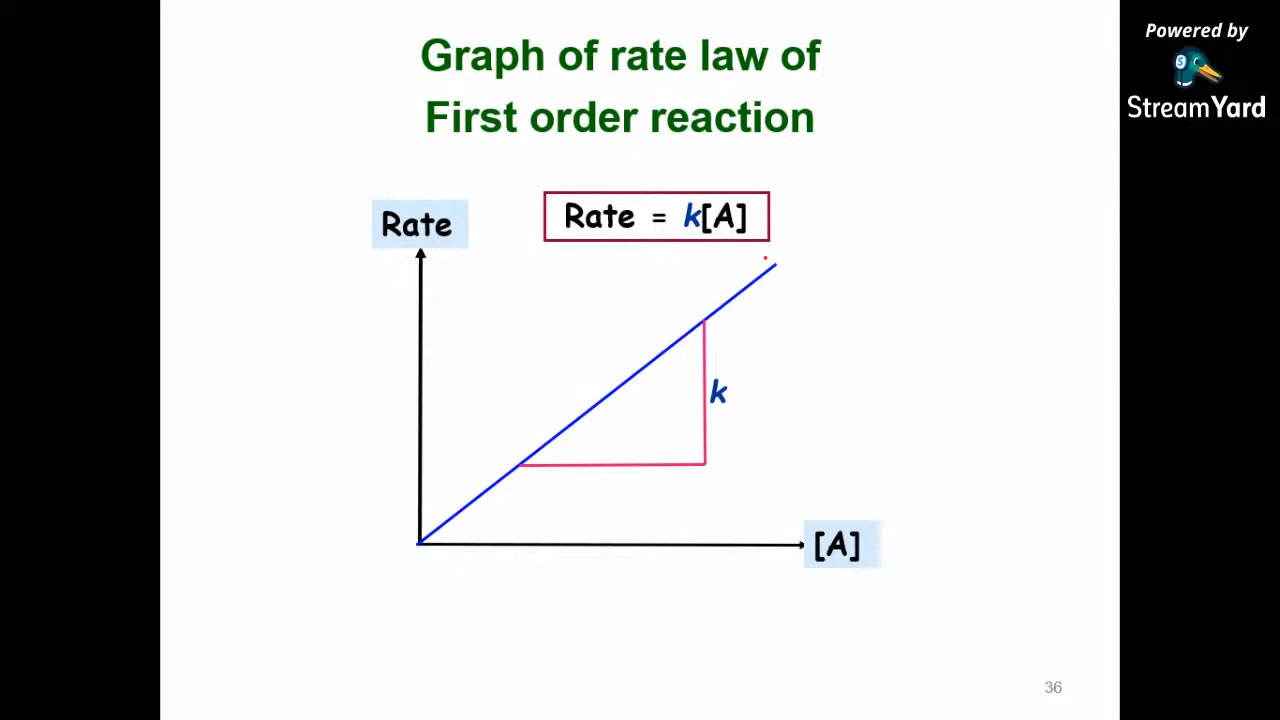 Graph of rate law of
First order reaction
Powered by
StreamYard
Rate
Rate = k[A]
k
[A]
36